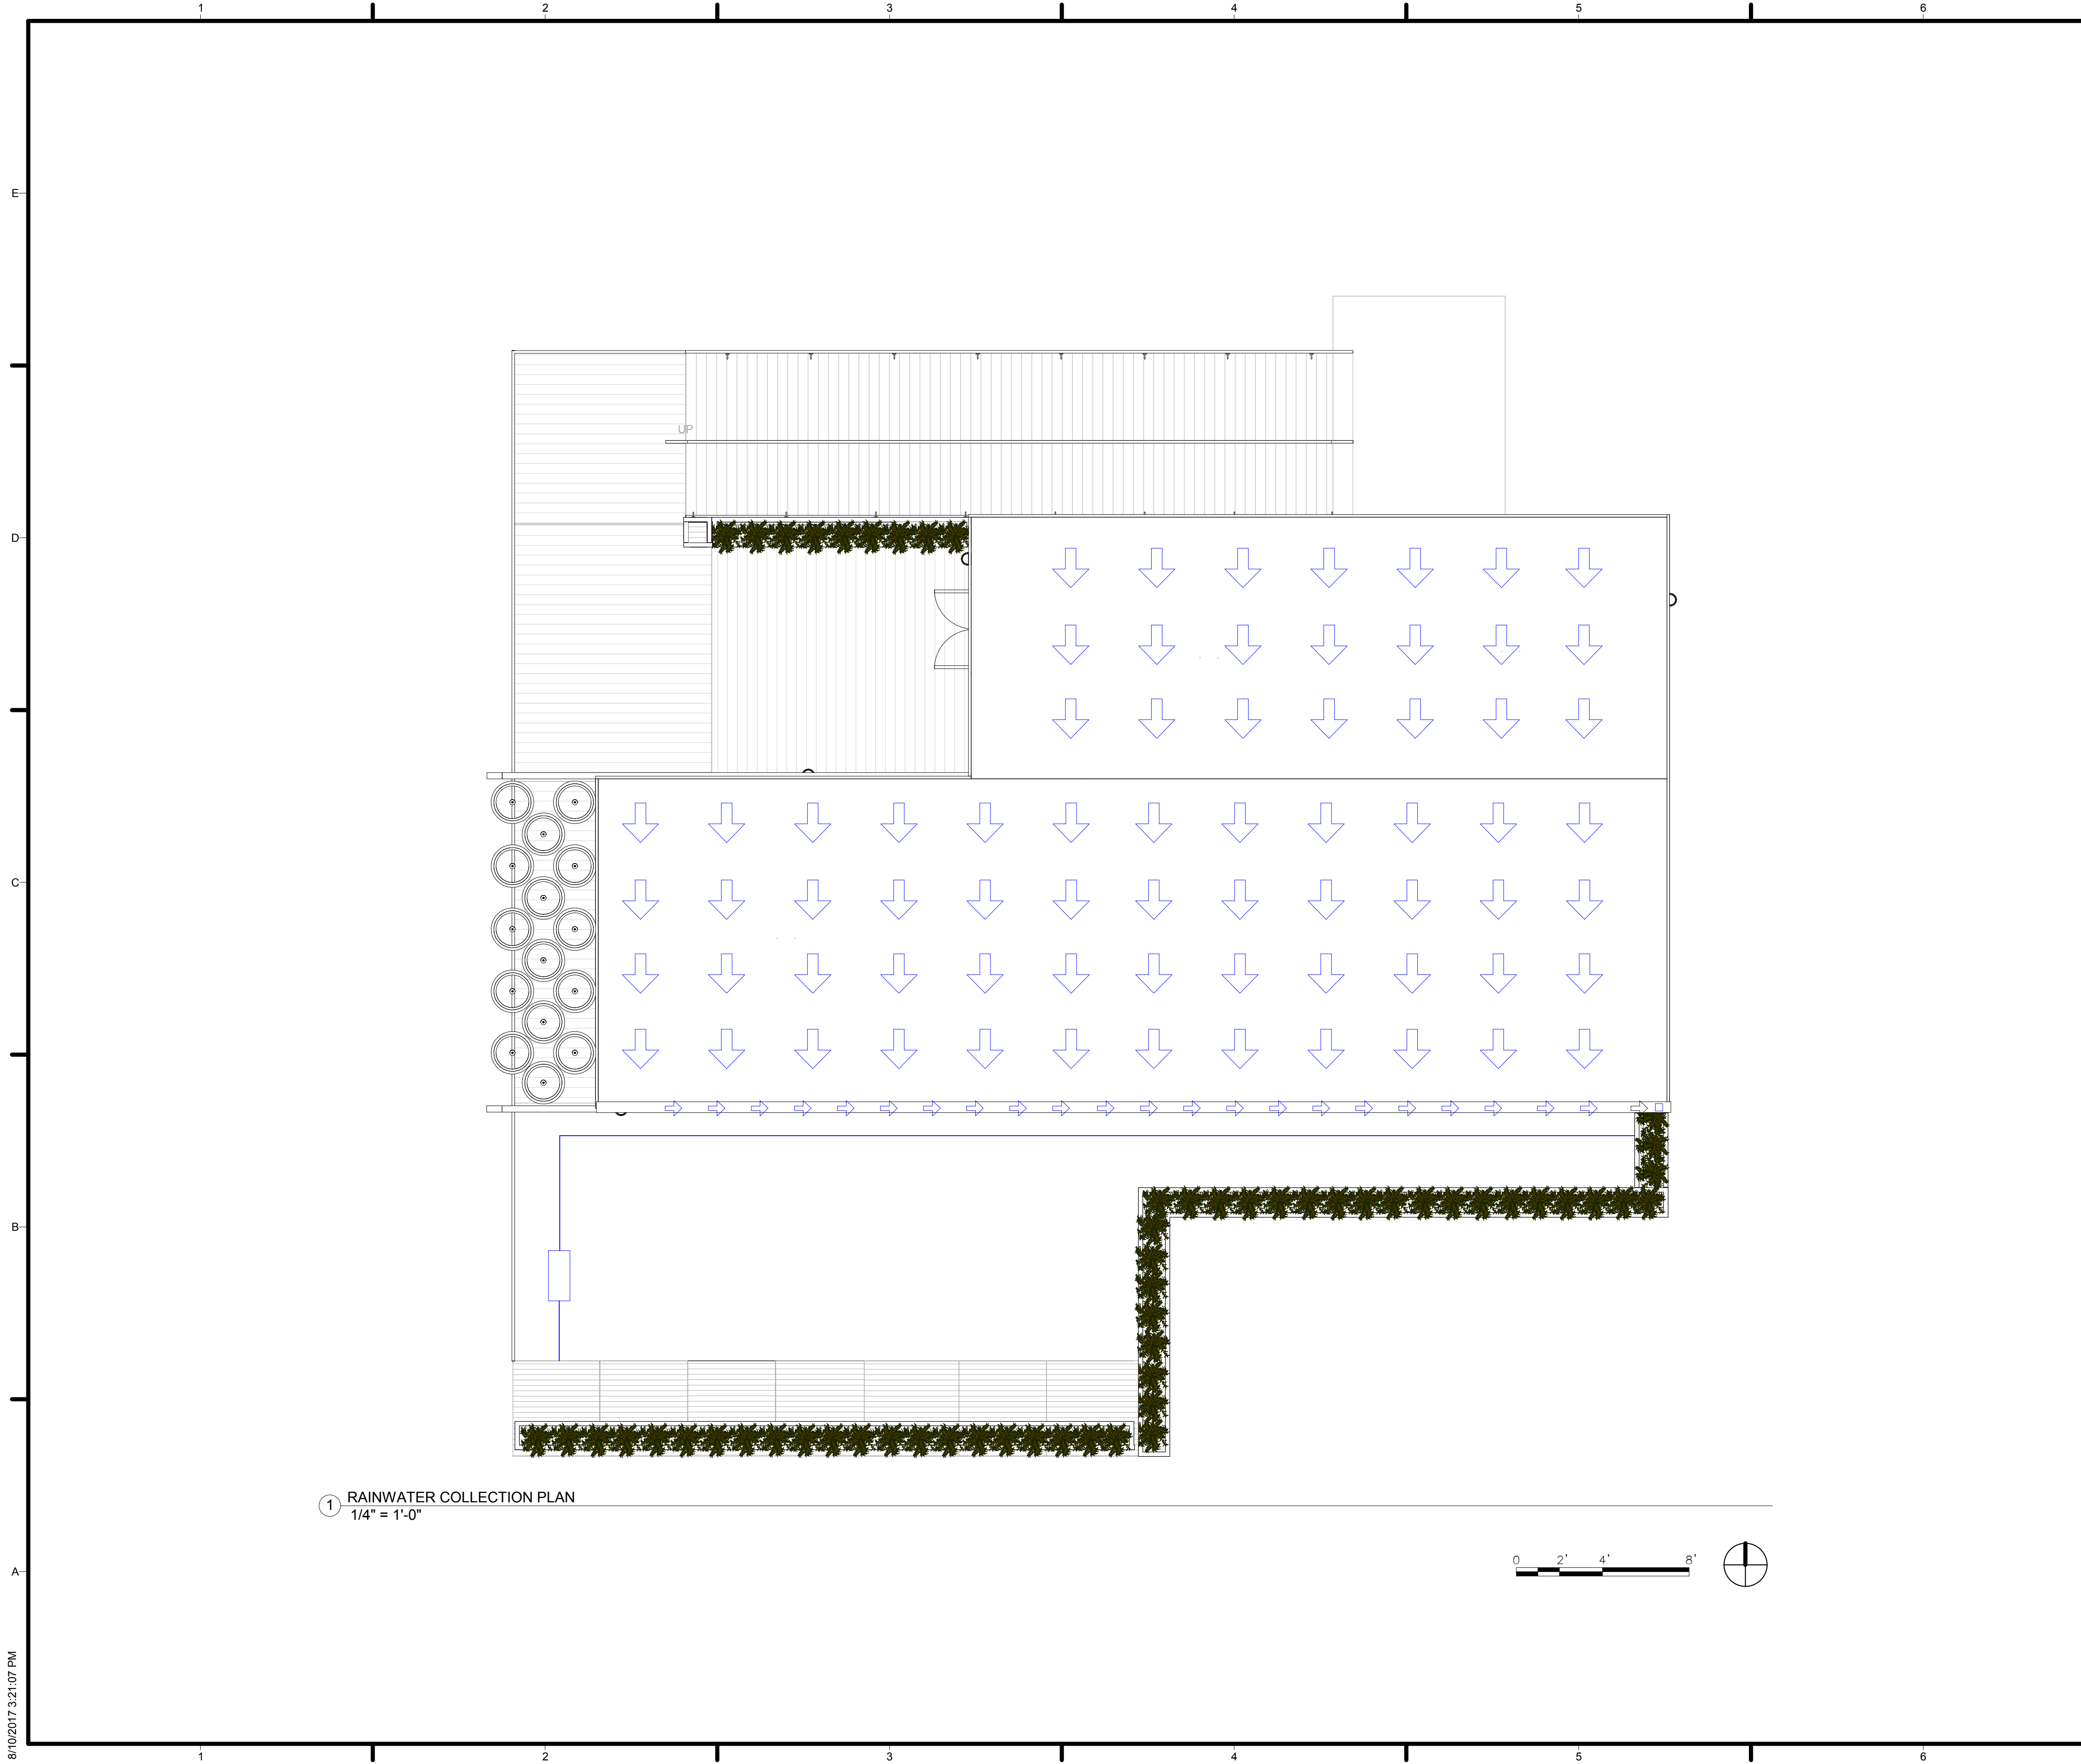 1 2 3 4 5 6
E
UP
D
C
B
1 RAINWATER COLLECTION PLAN
1/4" = 1'-0"
0 2' 4' 8'
A
8/10/2017 3:21:07 PM
1 2 3 4 5 6